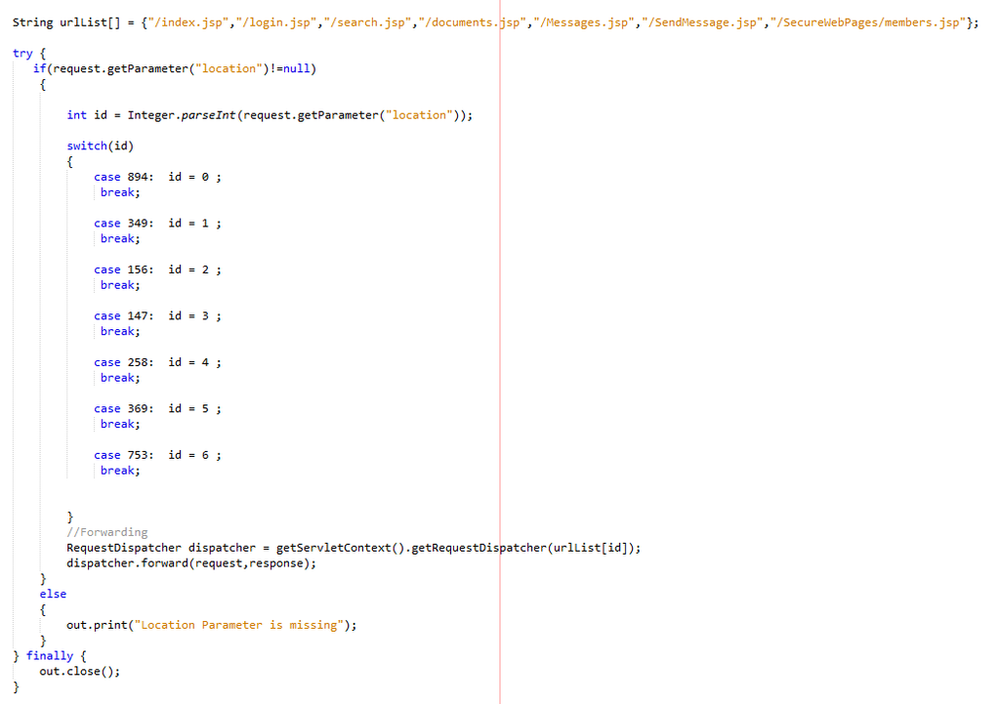 String urlList[] = {"/index.jsp","/login.jsp","/search.jsp","/documents.jsp","/Messages.jsp","/SendMessage.jsp","/SecureWebPages/members.jsp"};
try {
if(request.getParameter("location")!=null)
{
int id = Integer.parseInt(request.getParameter("location"));
switch(id)
{
case 894: id = 0 ;
break;
case 349: id = 1 ;
break;
case 156: id = 2 ;
break;
case 147: id = 3 ;
break;
case 258: id = 4 ;
break;
case 369: id = 5 ;
break;
case 753: id = 6 ;
break;
}
//Forwarding
RequestDispatcher dispatcher = getServletContext().getRequestDispatcher(urlList[id]);
dispatcher.forward(request,response);
}
else
{
out.print("Location Parameter is missing");
}
} finally {
out.close();
}